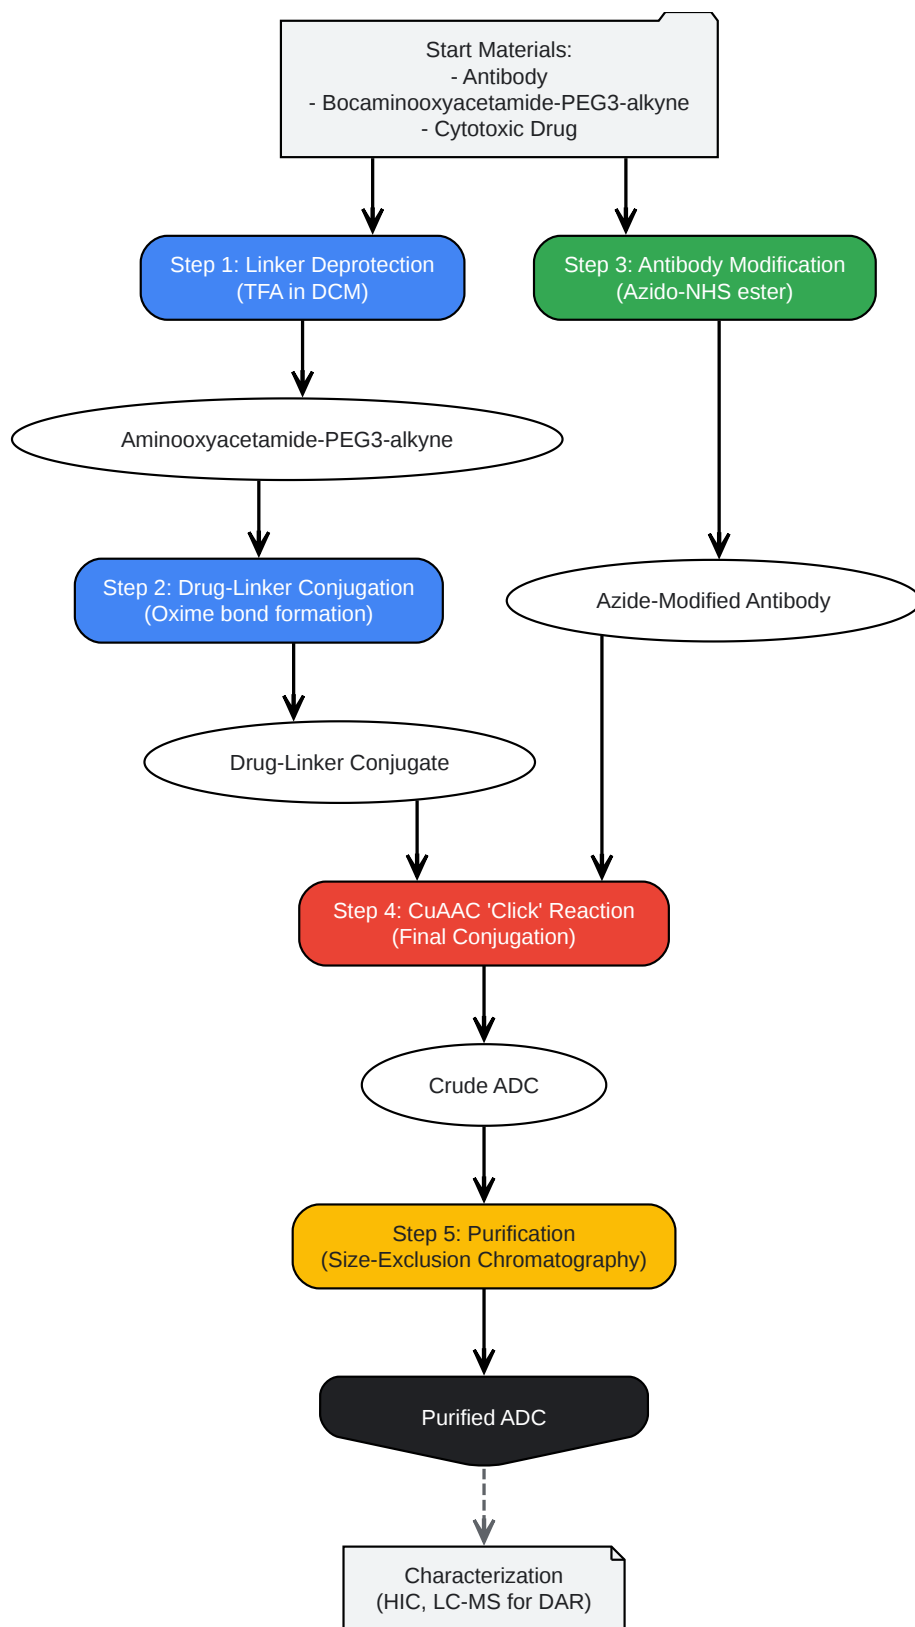 Start Materials:
- Antibody
- Bocaminooxyacetamide-PEG3-alkyne
- Cytotoxic Drug
Step 1: Linker Deprotection
(TFA in DCM)
Step 3: Antibody Modification
(Azido-NHS ester)
Aminooxyacetamide-PEG3-alkyne
Step 2: Drug-Linker Conjugation
(Oxime bond formation)
Azide-Modified Antibody
Drug-Linker Conjugate
Step 4: CuAAC 'Click' Reaction
(Final Conjugation)
Crude ADC
Step 5: Purification
(Size-Exclusion Chromatography)
Purified ADC
Characterization
(HIC, LC-MS for DAR)